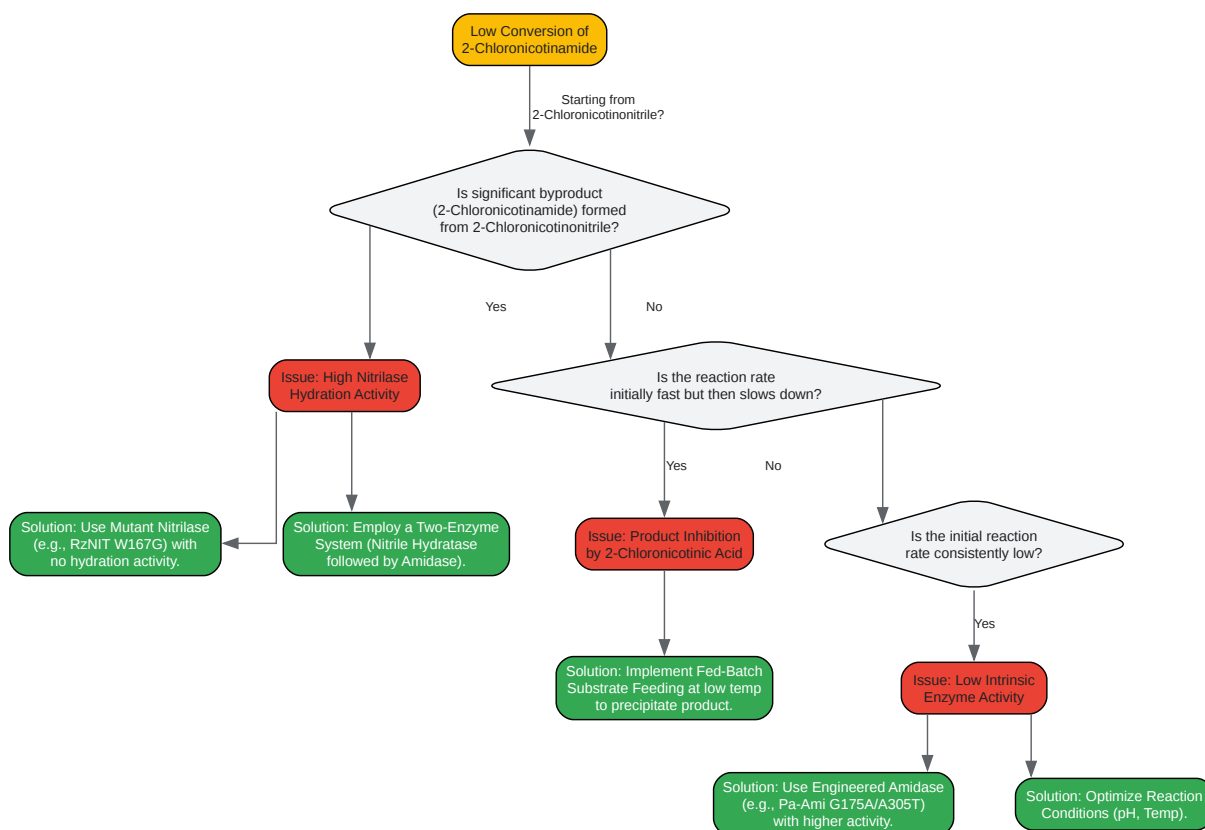 Low Conversion of
2-Chloronicotinamide
Starting from
2-Chloronicotinonitrile?
Is significant byproduct
(2-Chloronicotinamide) formed
from 2-Chloronicotinonitrile?
Yes
No
Issue: High Nitrilase
Hydration Activity
Is the reaction rate
initially fast but then slows down?
Yes
No
Solution: Use Mutant Nitrilase
(e.g., RzNIT W167G) with
no hydration activity.
Solution: Employ a Two-Enzyme
System (Nitrile Hydratase
followed by Amidase).
Issue: Product Inhibition
by 2-Chloronicotinic Acid
Is the initial reaction
rate consistently low?
Yes
Solution: Implement Fed-Batch
Substrate Feeding at low temp
to precipitate product.
Issue: Low Intrinsic
Enzyme Activity
Solution: Use Engineered Amidase
(e.g., Pa-Ami G175A/A305T)
with higher activity.
Solution: Optimize Reaction
Conditions (pH, Temp).